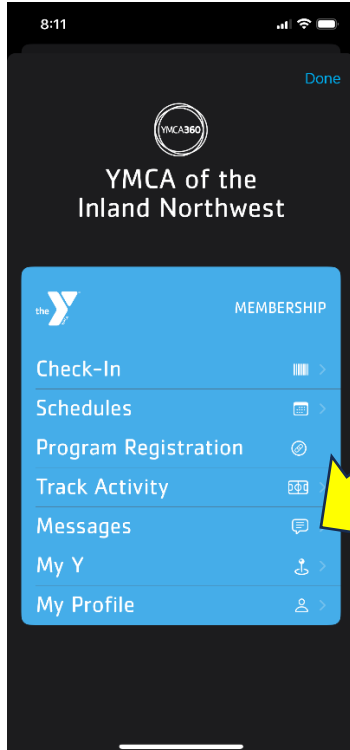 8:11
Done
YMCA360
YMCA of the
Inland Northwest
the Y
MEMBERSHIP
Check-In
Schedules
Program Registration
Track Activity
Messages
My Y
My Profile